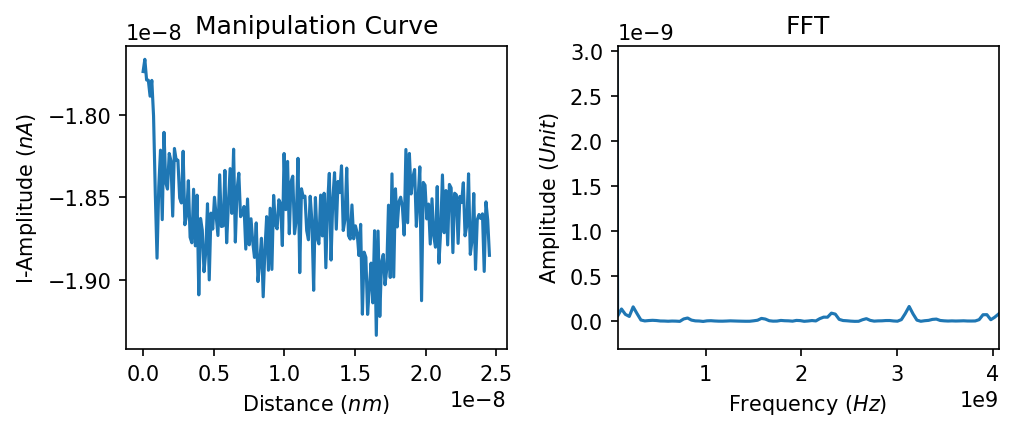 Manipulation Curve
1e−8
−1.80
−1.85
−1.90
I-Amplitude (nA)
0.0 0.5 1.0 1.5 2.0 2.5
1e−8
Distance (nm)
FFT
1e−9
3.0
2.5
2.0
1.5
1.0
0.5
0.0
Amplitude (Unit)
1 2 3 4
1e9
Frequency (Hz)